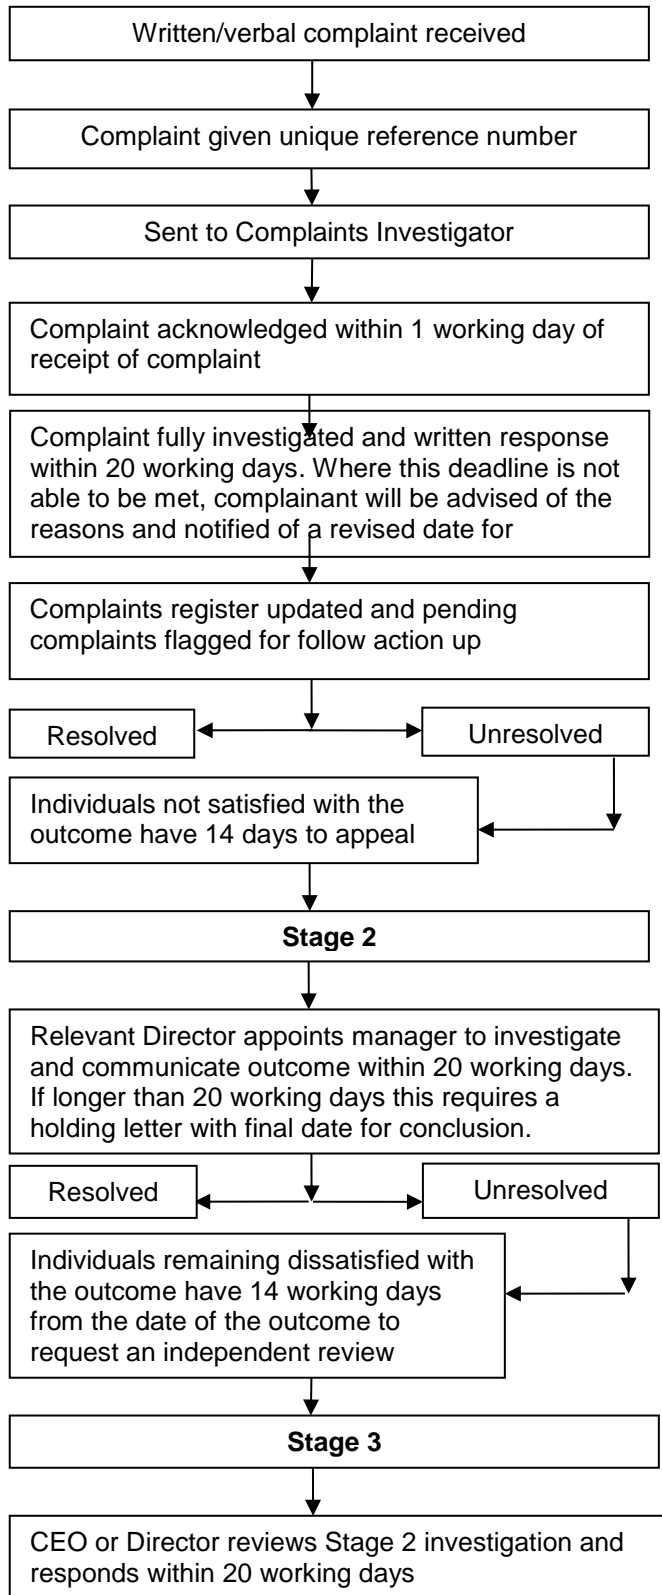 Written/verbal complaint received
Complaint given unique reference number
Sent to Complaints Investigator
Complaint acknowledged within 1 working day of
receipt of complaint
Complaint fully investigated and written response
within 20 working days. Where this deadline is not
able to be met, complainant will be advised of the
reasons and notified of a revised date for
Complaints register updated and pending
complaints flagged for follow action up
Resolved
Unresolved
Individuals not satisfied with the
outcome have 14 days to appeal
Stage 2
Relevant Director appoints manager to investigate
and communicate outcome within 20 working days.
If longer than 20 working days this requires a
holding letter with final date for conclusion.
Resolved
Unresolved
Individuals remaining dissatisfied with
the outcome have 14 working days
from the date of the outcome to
request an independent review
Stage 3
CEO or Director reviews Stage 2 investigation and
responds within 20 working days